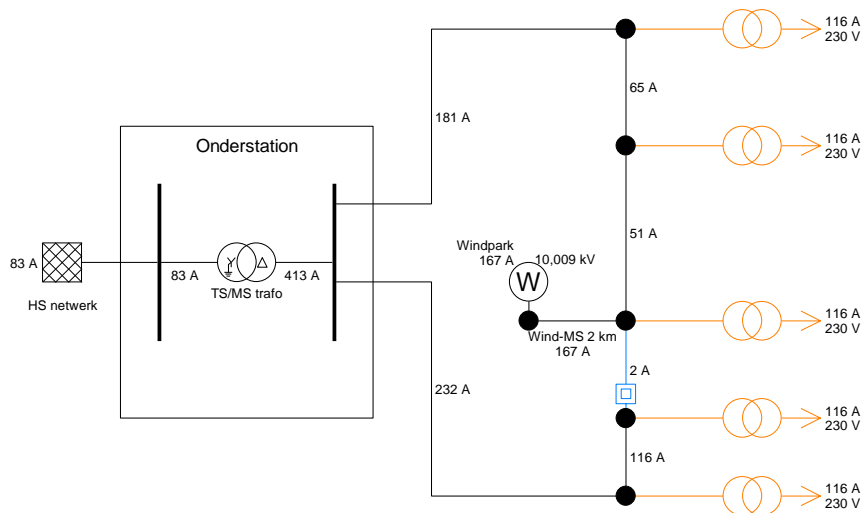 116 A
230 V
65 A
181 A
Onderstation
116 A
230 V
51 A
Windpark
167 A
10,009 kV
W
83 A
83 A
413 A
TS/MS trafo
HS netwerk
116 A
230 V
Wind-MS 2 km
167 A
2 A
232 A
116 A
230 V
116 A
116 A
230 V